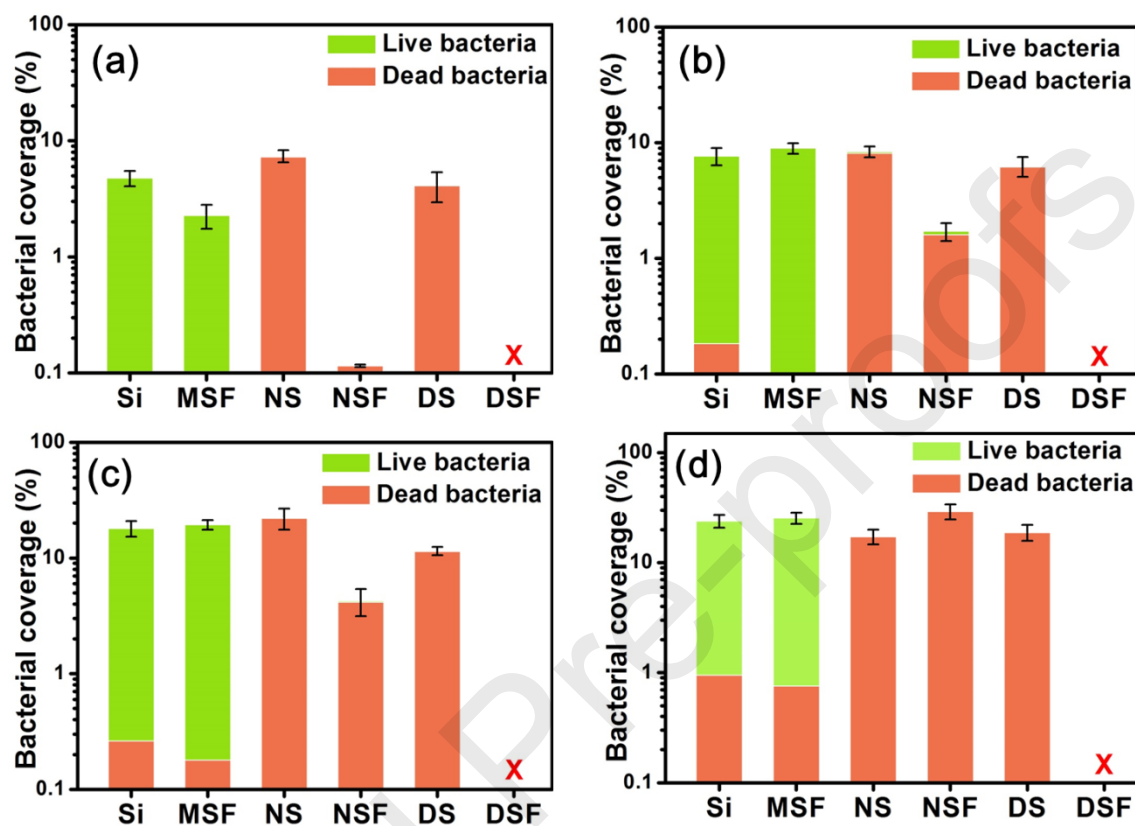 (a)
Live bacteria
Dead bacteria
Bacterial coverage (%)
100
10
1
0.1
Si MSF NS NSF DS DSF
X
(b)
Live bacteria
Dead bacteria
Bacterial coverage (%)
100
10
1
0.1
Si MSF NS NSF DS DSF
X
(c)
Live bacteria
Dead bacteria
Bacterial coverage (%)
100
10
1
0.1
Si MSF NS NSF DS DSF
X
(d)
Live bacteria
Dead bacteria
Bacterial coverage (%)
100
10
1
0.1
Si MSF NS NSF DS DSF
X
Pre-proofs